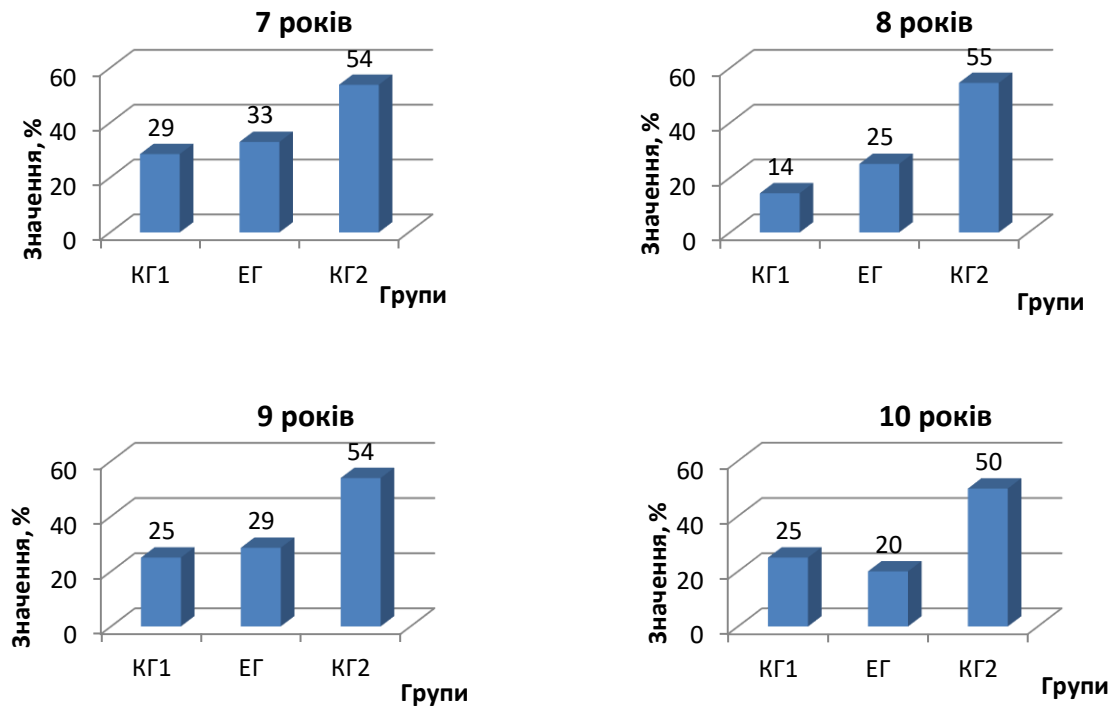 7 років
Значення, %
60
40
20
0
29
33
54
КГ1 ЕГ КГ2
Групи
8 років
Значення, %
60
40
20
0
14
25
55
КГ1 ЕГ КГ2
Групи
9 років
Значення, %
60
40
20
0
25
29
54
КГ1 ЕГ КГ2
Групи
10 років
Значення, %
60
40
20
0
25
20
50
КГ1 ЕГ КГ2
Групи